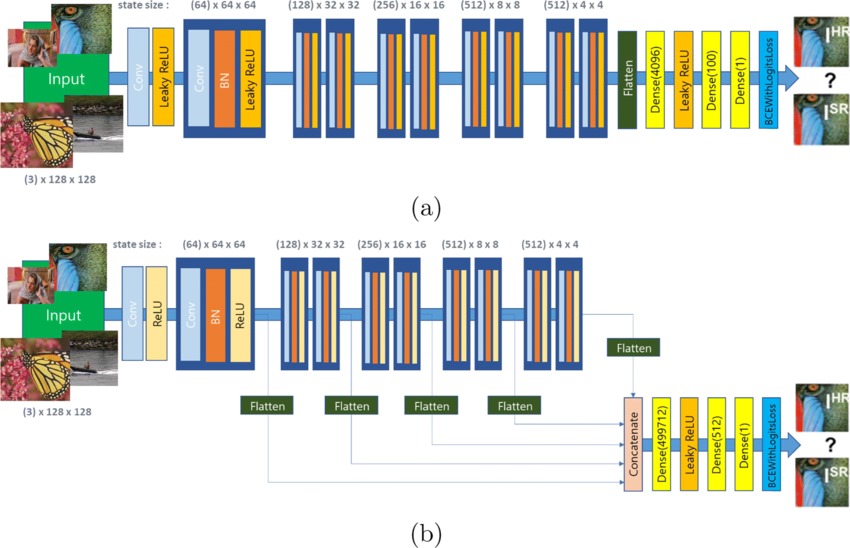 state size :
(64) x 64 x 64
(128) x 32 x 32
(256) x 16 x 16
(512) x 8 x 8
(512) x 4 x 4
Input
Conv
Leaky ReLU
Conv
BN
Leaky ReLU
Flatten
Dense(4096)
Leaky ReLU
Dense(100)
Dense(1)
BCEWithLogitsLoss
I^HR
?
I^SR
(3) x 128 x 128
(a)
state size :
(64) x 64 x 64
(128) x 32 x 32
(256) x 16 x 16
(512) x 8 x 8
(512) x 4 x 4
Input
Conv
ReLU
Conv
BN
ReLU
Flatten
Flatten
Flatten
Flatten
Flatten
(3) x 128 x 128
Concatenate
Dense(499712)
Leaky ReLU
Dense(512)
Dense(1)
BCEWithLogitsLoss
I^HR
?
I^SR
(b)